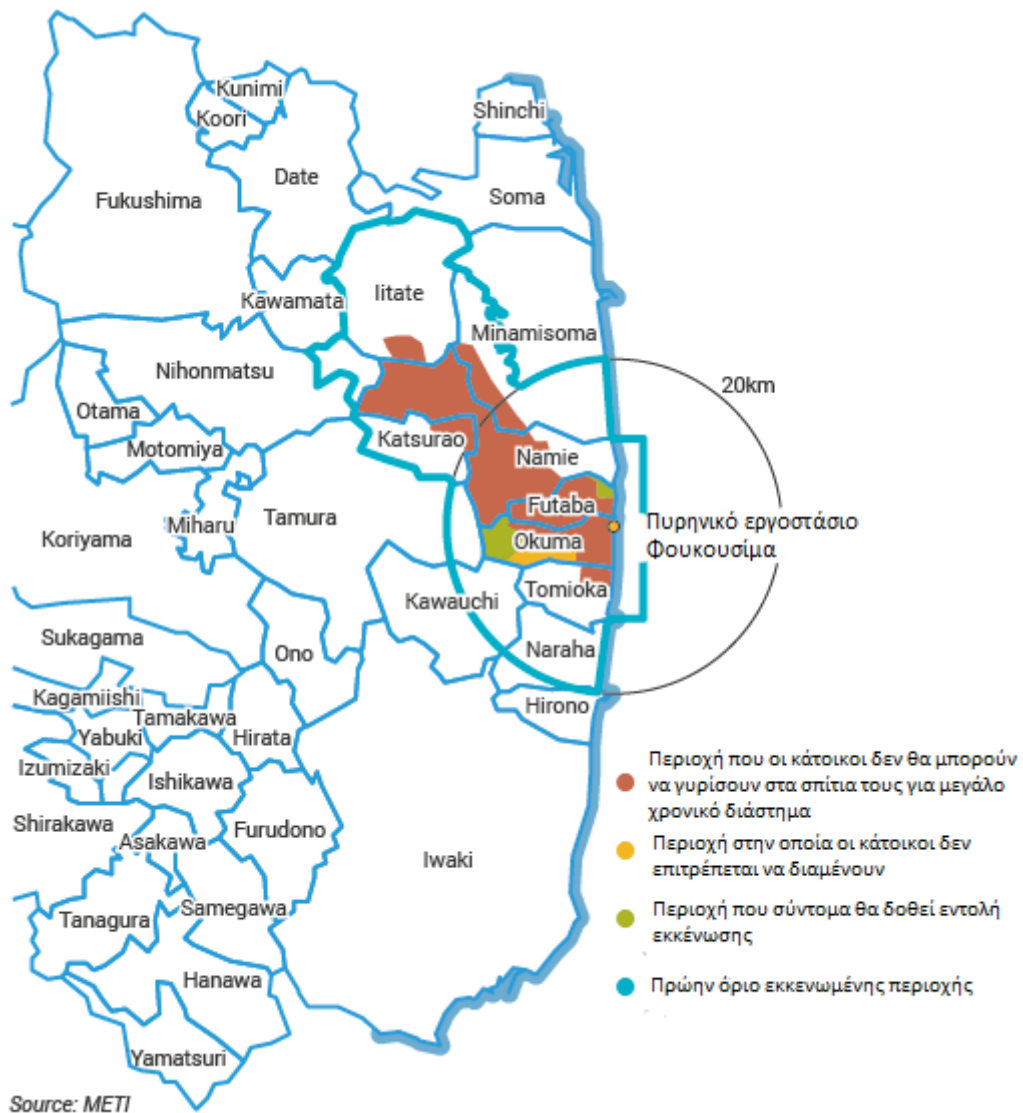 Kunimi
Koori
Shinchi
Date
Fukushima
Soma
Iitate
Kawamata
Minamisoma
Nihonmatsu
20km
Otama
Motomiya
Katsurao
Namie
Futaba
Miharu
Tamura
Koriyama
Okuma
Πυρηνικό εργοστάσιο
Φουκουσίμα
Tomioka
Kawauchi
Sukagama
Ono
Naraha
Kagamiishi
Tamakawa
Hirono
Yabuki
Hirata
Izumizaki
Ishikawa
Shirakawa
Asakawa
Furudono
Iwaki
Tanagura
Samegawa
Hanawa
Yamatsuri
Περιοχή που οι κάτοικοι δεν θα μπορούν
να γυρίσουν στα σπίτια τους για μεγάλο
χρονικό διάστημα
Περιοχή στην οποία οι κάτοικοι δεν
επιτρέπεται να διαμένουν
Περιοχή που σύντομα θα δοθεί εντολή
εκκένωσης
Πρώην όριο εκκενωμένης περιοχής
Source: METI